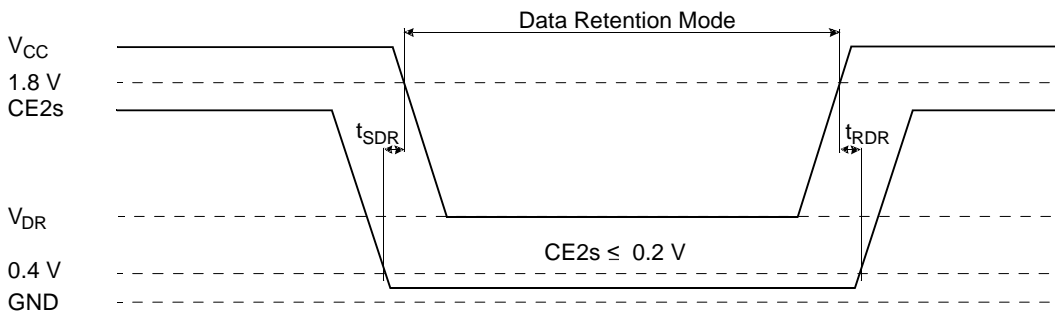 Data Retention Mode
VCC
1.8 V
CE2s
tSDR
tRDR
VDR
CE2s ≤ 0.2 V
0.4 V
GND